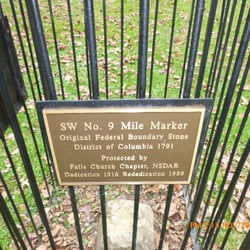 SW No. 9 Mile Marker
Original Federal Boundary Stone
District of Columbia 1791
Protected by
Falls Church Chapter, NSDAR
Dedication 1916 Rededication 1989